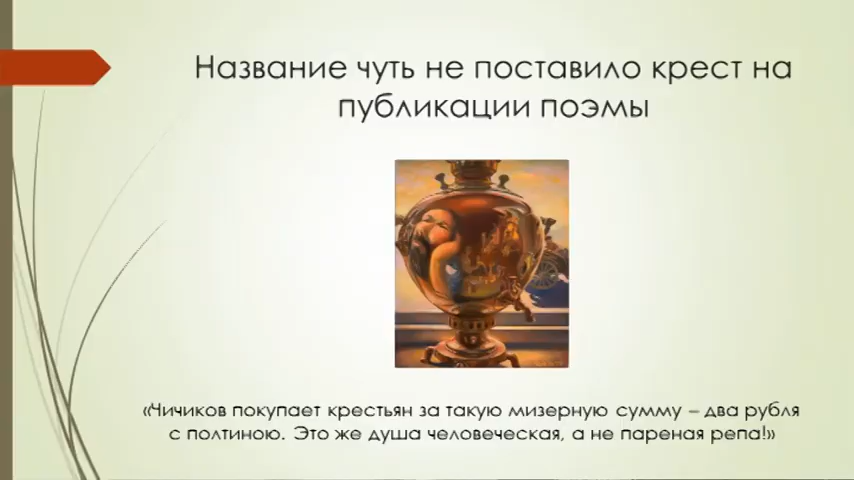 Название чуть не поставило крест на
публикации поэмы
«Чичиков покупает крестьян за такую мизерную сумму – два рубля
с полтиною. Это же душа человеческая, а не пареная репа!»